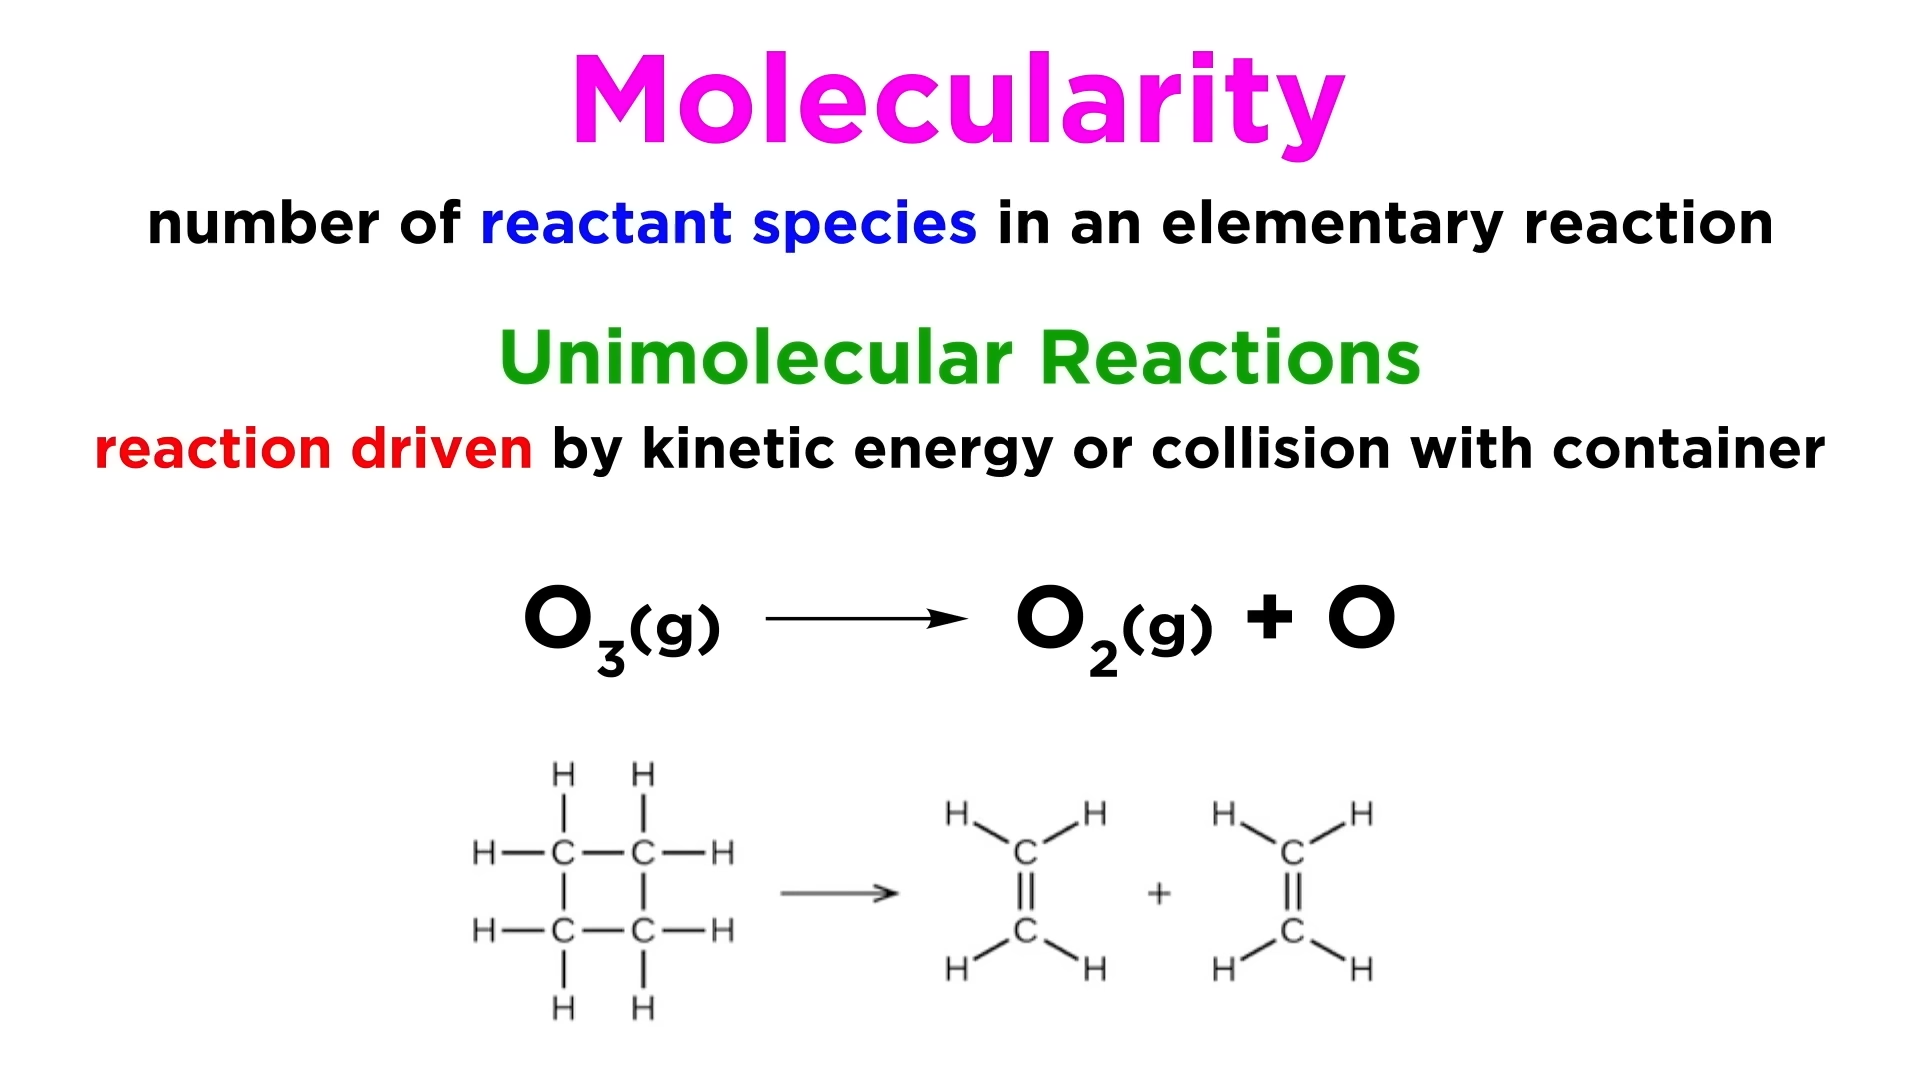 Molecularity
number of reactant species in an elementary reaction
Unimolecular Reactions
reaction driven by kinetic energy or collision with container
O₃(g) ⟶ O₂(g) + O
H H
H C C H H H H H
C C
+
H C C H C C
H H H H
H H